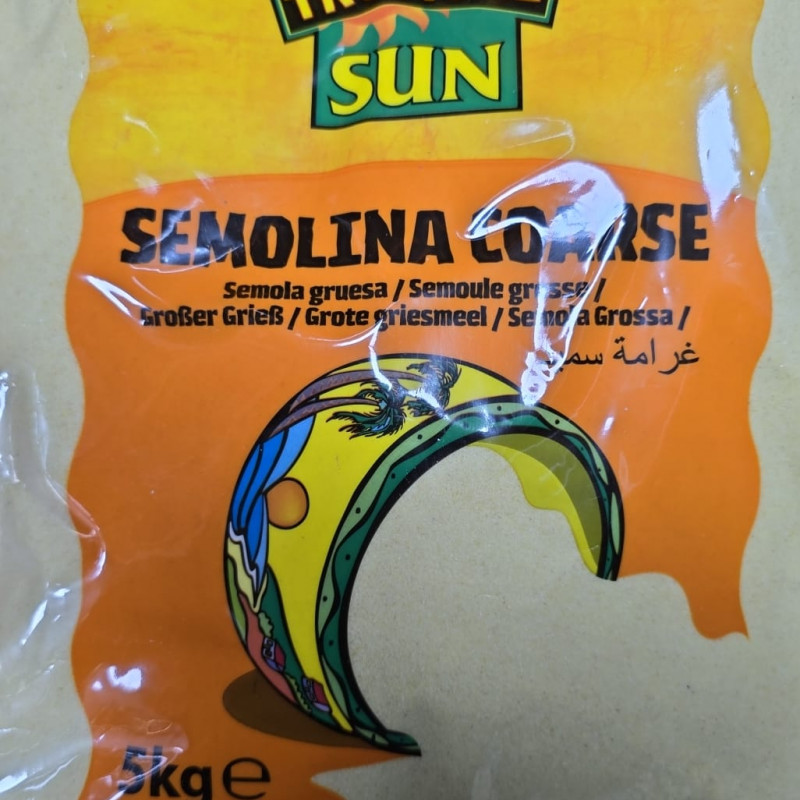 SUN
SEMOLINA COARSE
Semola gruesa / Semoule grosse /
Großer Grieß / Grote griesmeel / Semola Grossa /
غرامة
5kg e